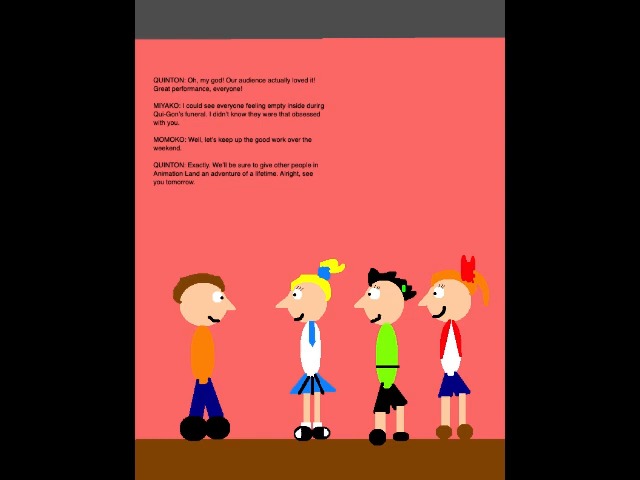 QUINTON: Oh, my god! Our audience actually loved it!
Great performance, everyone!
MIYAKO: I could see everyone feeling empty inside during
Qui-Gon's funeral. I didn't know they were that obsessed
with you.
MOMOKO: Well, let's keep up the good work over the
weekend.
QUINTON: Exactly. We'll be sure to give other people in
Animation Land an adventure of a lifetime. Alright, see
you tomorrow.